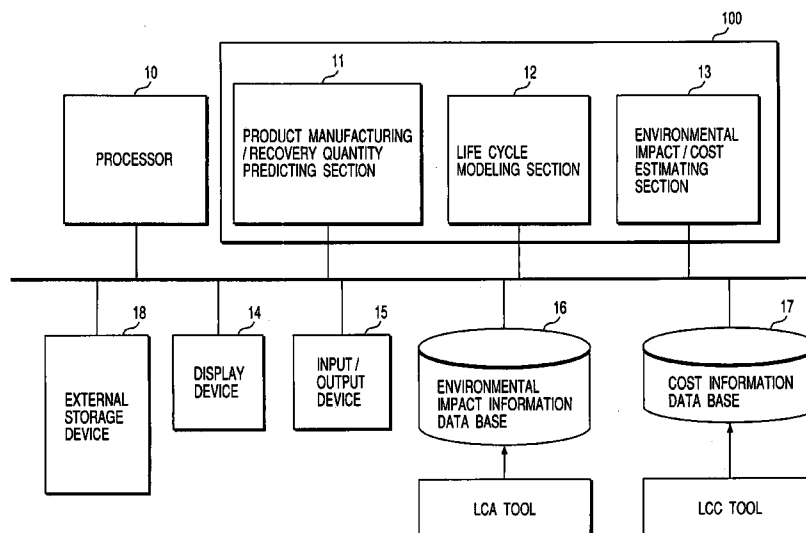 100
10
11
12
13
PROCESSOR
PRODUCT MANUFACTURING
/ RECOVERY QUANTITY
PREDICTING SECTION
LIFE CYCLE
MODELING SECTION
ENVIRONMENTAL
IMPACT / COST
ESTIMATING
SECTION
18
14
15
16
17
EXTERNAL
STORAGE
DEVICE
DISPLAY
DEVICE
INPUT /
OUTPUT
DEVICE
ENVIRONMENTAL
IMPACT INFORMATION
DATA BASE
COST INFORMATION
DATA BASE
LCA TOOL
LCC TOOL